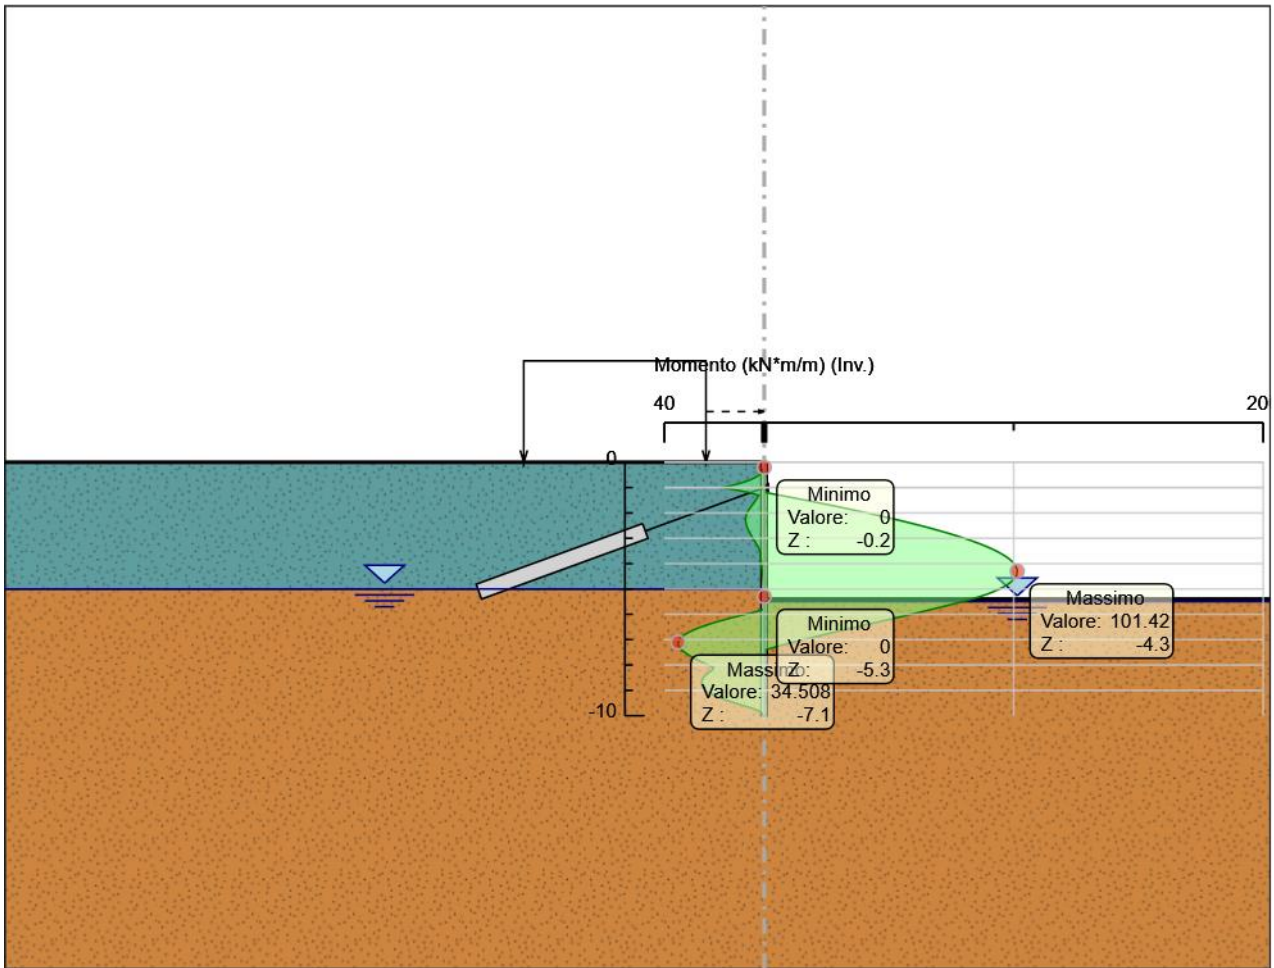 Momento (kN*m/m) (Inv.)
40
20
0
Minimo
Valore: 0
Z : -0.2
Massimo
Valore: 101.42
Z : -4.3
Minimo
Valore: 0
Z : -5.3
Massimo
Valore: 34.508
Z : -7.1
-10